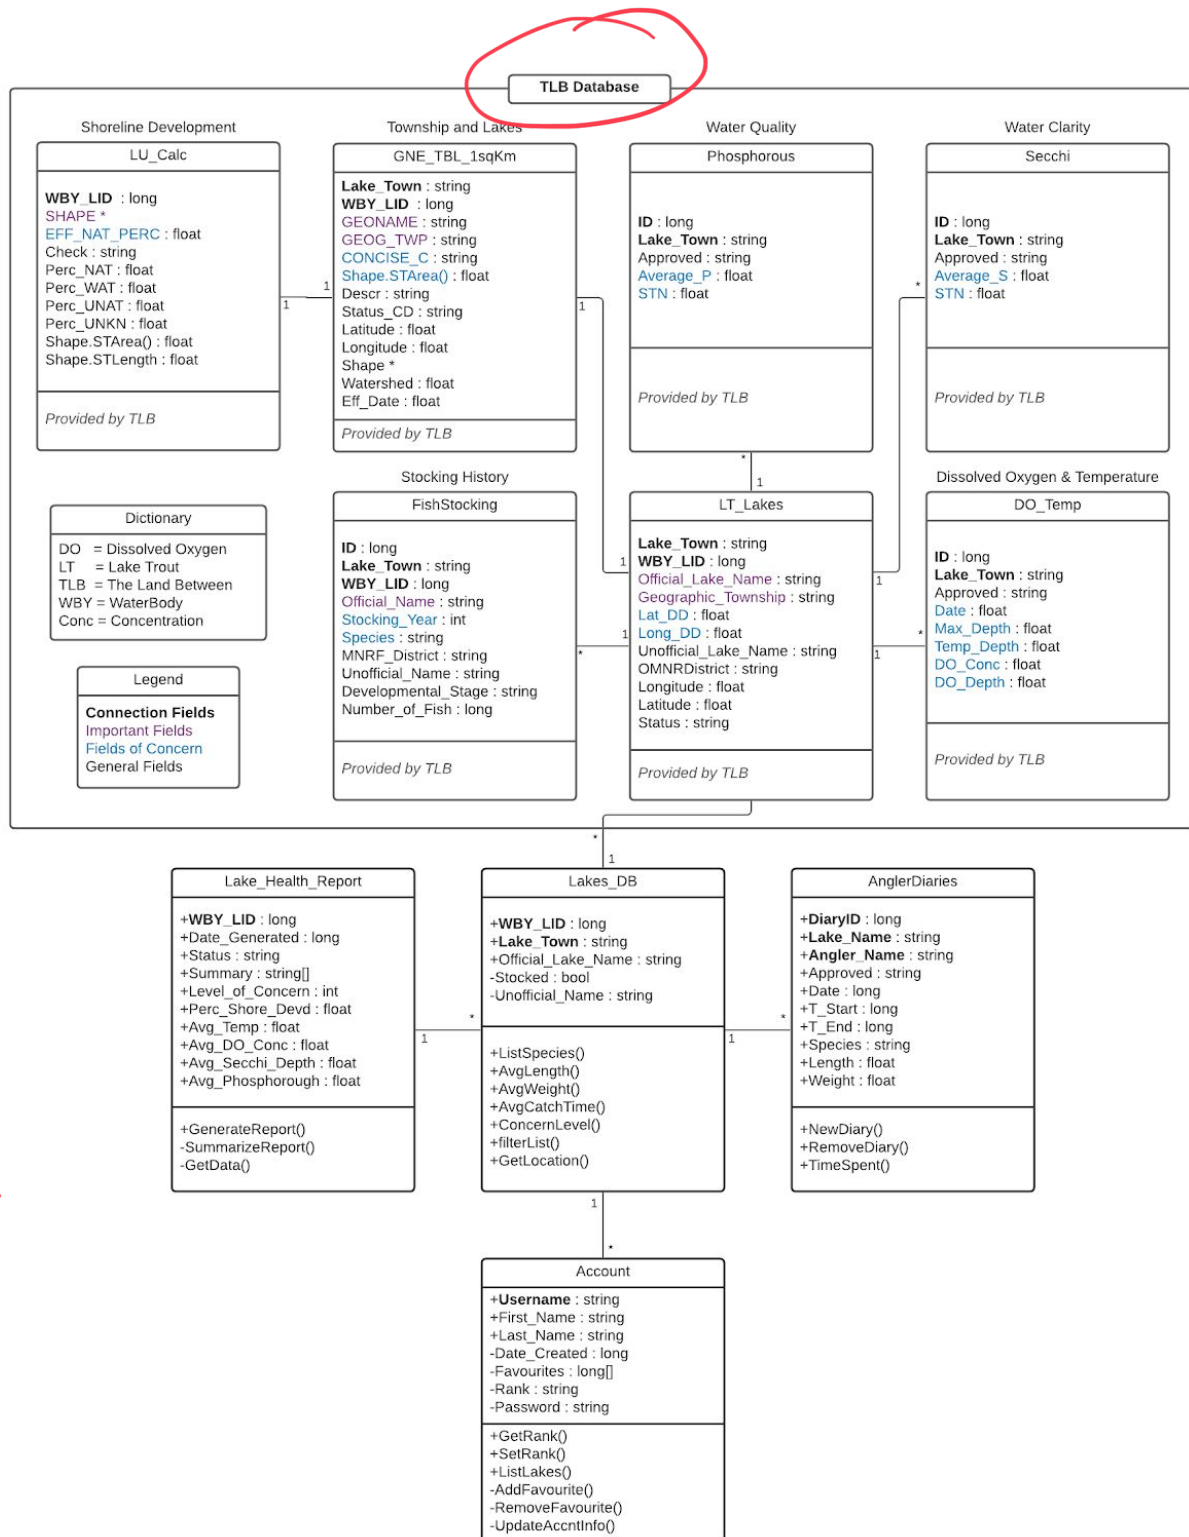 TLB Database
Shoreline Development
LU_Calc
WBY_LID : long
SHAPE *
EFF_NAT_PERC : float
Check : string
Perc_NAT : float
Perc_WAT : float
Perc_UNAT : float
Perc_UNKN : float
Shape.STArea() : float
Shape.STLength : float
Provided by TLB
1
1
Township and Lakes
GNE_TBL_1sqKm
Lake_Town : string
WBY_LID : long
GEONAME : string
GEOG_TWP : string
CONCISE_C : string
Shape.STArea() : float
Descr : string
Status_CD : string
Latitude : float
Longitude : float
Shape *
Watershed : float
Eff_Date : float
Provided by TLB
1
1
Water Quality
Phosphorous
ID : long
Lake_Town : string
Approved : string
Average_P : float
STN : float
Provided by TLB
*
1
Water Clarity
Secchi
ID : long
Lake_Town : string
Approved : string
Average_S : float
STN : float
Provided by TLB
*
1
Dictionary
DO = Dissolved Oxygen
LT = Lake Trout
TLB = The Land Between
WBY = WaterBody
Conc = Concentration
Legend
Connection Fields
Important Fields
Fields of Concern
General Fields
Stocking History
FishStocking
ID : long
Lake_Town : string
WBY_LID : long
Official_Name : string
Stocking_Year : int
Species : string
MNRF_District : string
Unofficial_Name : string
Developmental_Stage : string
Number_of_Fish : long
Provided by TLB
*
1
LT_Lakes
Lake_Town : string
WBY_LID : long
Official_Lake_Name : string
Geographic_Township : string
Lat_DD : float
Long_DD : float
Unofficial_Lake_Name : string
OMNRDistrict : string
Longitude : float
Latitude : float
Status : string
Provided by TLB
1
*
Dissolved Oxygen & Temperature
DO_Temp
ID : long
Lake_Town : string
Approved : string
Date : float
Max_Depth : float
Temp_Depth : float
DO_Conc : float
DO_Depth : float
Provided by TLB
*
1
Lake_Health_Report
+WBY_LID : long
+Date_Generated : long
+Status : string
+Summary : string[]
+Level_of_Concern : int
+Perc_Shore_Devd : float
+Avg_Temp : float
+Avg_DO_Conc : float
+Avg_Secchi_Depth : float
+Avg_Phosphorough : float
+GenerateReport()
-SummarizeReport()
-GetData()
1
*
Lakes_DB
+WBY_LID : long
+Lake_Town : string
+Official_Lake_Name : string
-Stocked : bool
-Unofficial_Name : string
+ListSpecies()
+AvgLength()
+AvgWeight()
+AvgCatchTime()
+ConcernLevel()
+filterList()
+GetLocation()
1
*
AnglerDiaries
+DiaryID : long
+Lake_Name : string
+Angler_Name : string
+Approved : string
+Date : long
+T_Start : long
+T_End : long
+Species : string
+Length : float
+Weight : float
+NewDiary()
+RemoveDiary()
+TimeSpent()
1
*
Account
+Username : string
+First_Name : string
+Last_Name : string
-Date_Created : long
-Favourites : long[]
-Rank : string
-Password : string
+GetRank()
+SetRank()
+ListLakes()
-AddFavourite()
-RemoveFavourite()
-UpdateAccntInfo()